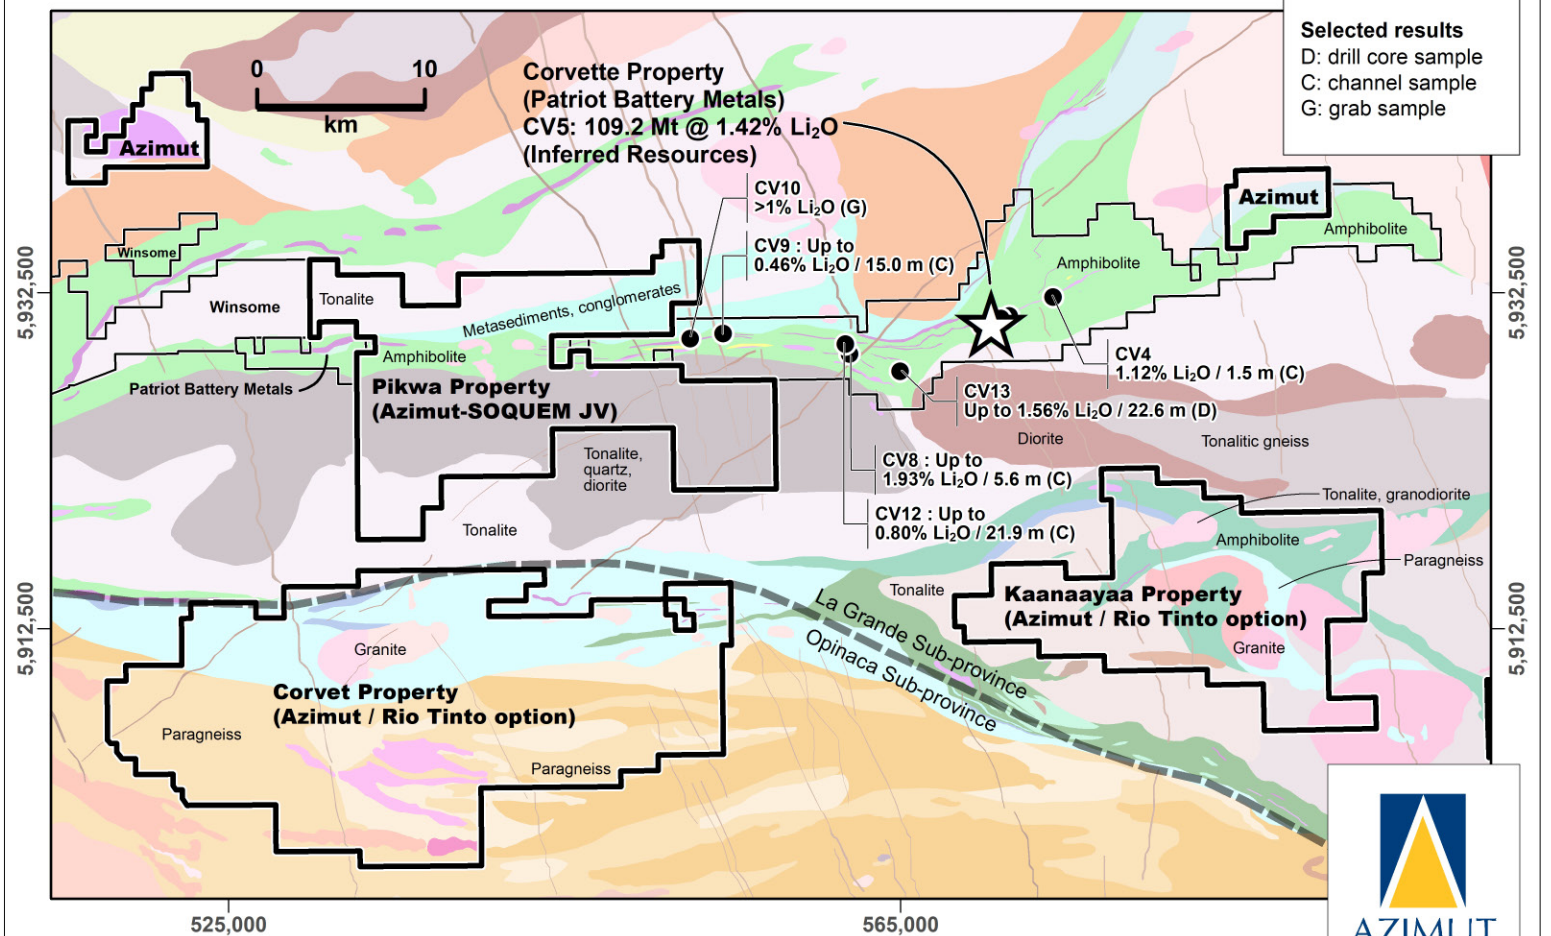 Selected results
D: drill core sample
C: channel sample
G: grab sample
0 10
km
Corvette Property
(Patriot Battery Metals)
CV5: 109.2 Mt @ 1.42% Li₂O
(Inferred Resources)
Azimut
CV10
>1% Li₂O (G)
CV9 : Up to
0.46% Li₂O / 15.0 m (C)
Azimut
Amphibolite
Amphibolite
Winsome
Winsome
Tonalite
Metasediments, conglomerates
5,932,500
5,932,500
Amphibolite
Patriot Battery Metals
Pikwa Property
(Azimut-SOQUEM JV)
CV4
1.12% Li₂O / 1.5 m (C)
CV13
Up to 1.56% Li₂O / 22.6 m (D)
Diorite
Tonalitic gneiss
Tonalite,
quartz,
diorite
CV8 : Up to
1.93% Li₂O / 5.6 m (C)
CV12 : Up to
0.80% Li₂O / 21.9 m (C)
Tonalite
Tonalite, granodiorite
Amphibolite
Paragneiss
Tonalite
Kaanaayaa Property
(Azimut / Rio Tinto option)
Granite
La Grande Sub-province
Opinaca Sub-province
5,912,500
5,912,500
Granite
Corvet Property
(Azimut / Rio Tinto option)
Paragneiss
Paragneiss
525,000
565,000
AZIMUT